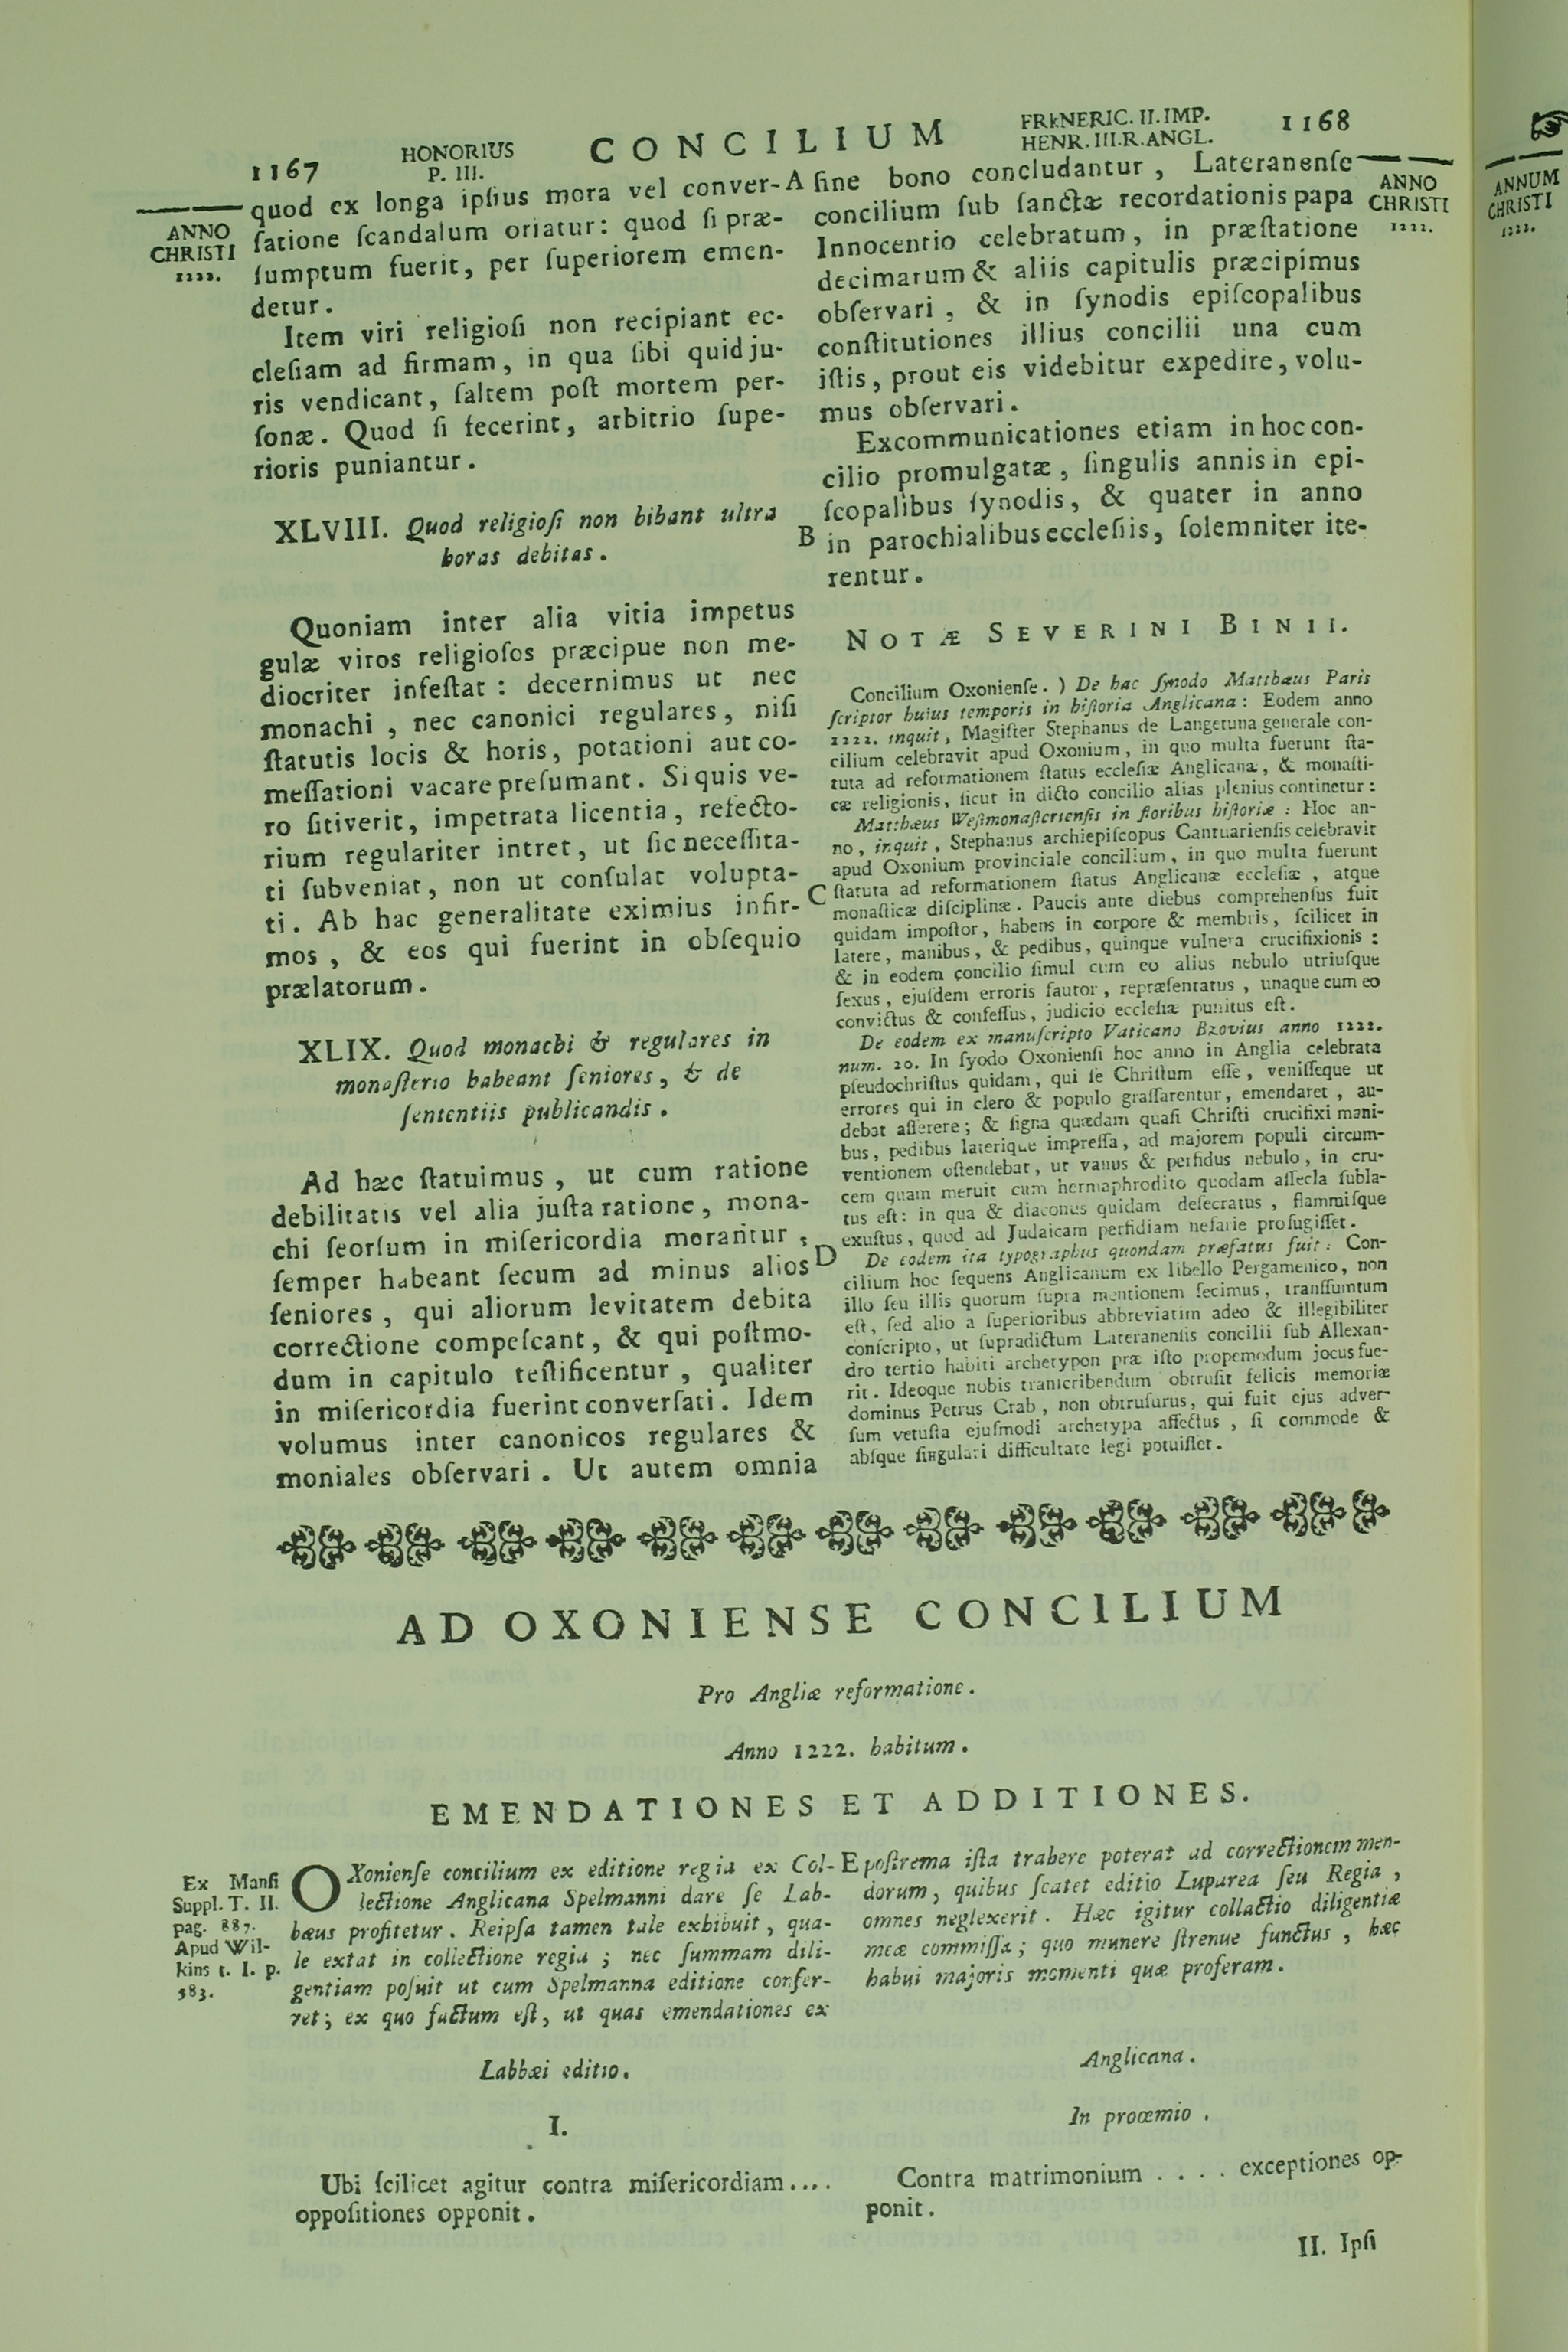 1167
HONORIUS
P. III.
CONCILIUM
FRkNERIC. II. IMP.
HENR. III. R. ANGL.
1168
ANNO
CHRISTI
1222.
quod ex longa ipſius mora vel conver-
ſatione ſcandalum oriatur: quod ſi præ-
ſumptum fuerit, per ſuperiorem emen-
detur.
Item viri religioſi non recipiant ec-
cleſiam ad firmam, in qua ſibi quid ju-
ris vendicant, ſaltem poſt mortem per-
ſonæ. Quod ſi fecerint, arbitrio ſupe-
rioris puniantur.
XLVIII. Quod religioſi non bibant ultra
horas debitas.
Quoniam inter alia vitia impetus
gulæ viros religioſos præcipue non me-
diocriter infeſtat: decernimus ut nec
monachi, nec canonici regulares, niſi
ſtatutis locis & horis, potationi aut co-
meſſationi vacare preſumant. Si quis ve-
ro ſitiverit, impetrata licentia, refecto-
rium regulariter intret, ut ſic neceſſita-
ti ſubveniat, non ut conſulat volupta-
ti. Ab hac generalitate eximius infir-
mos, & eos qui fuerint in obſequio
prælatorum.
XLIX. Quod monachi & regulares in
monaſterio habeant ſeniores, & de
ſententiis publicandis.
Ad hæc ſtatuimus, ut cum ratione
debilitatis vel alia juſta ratione, mona-
chi ſeorſum in miſericordia morantur,
ſemper habeant ſecum ad minus alios
ſeniores, qui aliorum levitatem debita
correctione compeſcant, & qui poſtmo-
dum in capitulo teſtificentur, qualiter
in miſericordia fuerint converſati. Idem
volumus inter canonicos regulares &
moniales obſervari. Ut autem omnia
A
B
C
D
ſine bono concludantur, Lateranenſe
concilium ſub ſanctæ recordationis papa
Innocentio celebratum, in præſtatione
decimarum & aliis capitulis præcipimus
obſervari, & in ſynodis epiſcopalibus
conſtitutiones illius concilii una cum
iſtis, prout eis videbitur expedire, volu-
mus obſervari.
Excommunicationes etiam in hoc con-
cilio promulgatæ, ſingulis annis in epi-
ſcopalibus ſynodis, & quater in anno
in parochialibus eccleſiis, ſolemniter ite-
rentur.
ANNO
CHRISTI
1222.
NOTÆ SEVERINI BINII.
Concilium Oxonienſe. ) De hac ſynodo Matthæus Paris
ſcriptor huius temporis in hiſtoria Anglicana: Eodem anno
1222. inquit, Magiſter Stephanus de Langetuna generale con-
cilium celebravit apud Oxonium, in quo multa fuerunt ſta-
tuta ad reformationem ſtatus eccleſiæ Anglicanæ, & monaſti-
cæ religionis, ſicut in dicto concilio alias plenius continetur:
Matthæus Weſtmonaſterienſis in floribus hiſtoriæ: Hoc an-
no, inquit, Stephanus archiepiſcopus Cantuarienſis celebravit
apud Oxonium provinciale concilium, in quo multa fuerunt
ſtatuta ad reformationem ſtatus Anglicanæ eccleſiæ, atque
monaſticæ diſciplinæ. Paucis ante diebus comprehenſus fuit
quidam impoſtor, habens in corpore & membris, ſcilicet in
latere, manibus, & pedibus, quinque vulnera crucifixionis:
& in eodem concilio ſimul cum eo alius nebulo utriuſque
ſexus, ejuſdem erroris fautor, repræſentatus, unaque cum eo
convictus & confeſſus, judicio eccleſiæ punitus eſt.
De eodem ex manuſcripto Vaticano Bzovius anno 1222.
num. 20. In ſyodo Oxonienſi hoc anno in Anglia celebrata
pſeudochriſtus quidam, qui ſe Chriſtum eſſe, veniſſeque ut
errores qui in clero & populo graſſarentur, emendaret, au-
debat aſſerere; & ſigna quædam quaſi Chriſti crucifixi mani-
bus, pedibus laterique impreſſa, ad majorem populi circum-
ventionem oſtendebat, ut vanus & perfidus nebulo, in cru-
cem quam meruit cum hermaphrodito quodam aſſecla ſubla-
tus eſt: in qua & diaconus quidam deſecratus, flammiſque
exuſtus, quod ad Judaicam perfidiam nefarie profugiſſet.
De eodem ita typographus quondam præfatus fuit: Con-
cilium hoc ſequens Anglicanum ex libello Pergamenico, non
illo ſeu illis quorum ſupra mentionem fecimus, tranſſumtum
eſt, ſed alio a ſuperioribus abbreviatim adeo & illegibiliter
conſcripto, ut ſupradictum Lateranenſis concilii ſub Allexan-
dro tertio habiti archetypon præ iſto propemodum jocus fue-
rit. Ideoque nobis tranſcribendum obtruſit felicis memoriæ
dominus Petrus Crab, non obtruſurus, qui fuit ejus adver-
ſum vetuſta ejuſmodi archetypa affectus, ſi commode &
abſque ſingulari difficultate legi potuiſſet.
AD OXONIENSE CONCILIUM
Pro Angliæ reformatione.
Anno 1222. habitum.
EMENDATIONES ET ADDITIONES.
Ex Manſi
Suppl. T. II.
pag. 887.
Apud Wil-
kins t. I. p.
583.
OXonienſe concilium ex editione regia ex Col-
lectione Anglicana Spelmanni dare ſe Lab-
bæus profitetur. Reipſa tamen tale exhibuit, qua-
le extat in collectione regia; nec ſummam dili-
gentiam poſuit ut cum Spelmanna editione confer-
ret; ex quo factum eſt, ut quas emendationes ex
E
poſtrema iſta trahere poterat ad correctionem men-
dorum, quibus ſcatet editio Luparea ſeu Regia,
omnes neglexerit. Hæc igitur collactio diligentiæ
meæ commiſſa; quo munere ſtrenue functus, hæc
habui majoris momenti quæ proferam.
Labbæi editio.
I.
Ubi ſcilicet agitur contra miſericordiam....
oppoſitiones opponit.
Anglicana.
In proœmio.
Contra matrimonium .... exceptiones op-
ponit.
II. Ipſi
ANNUM
CHRISTI
1222.